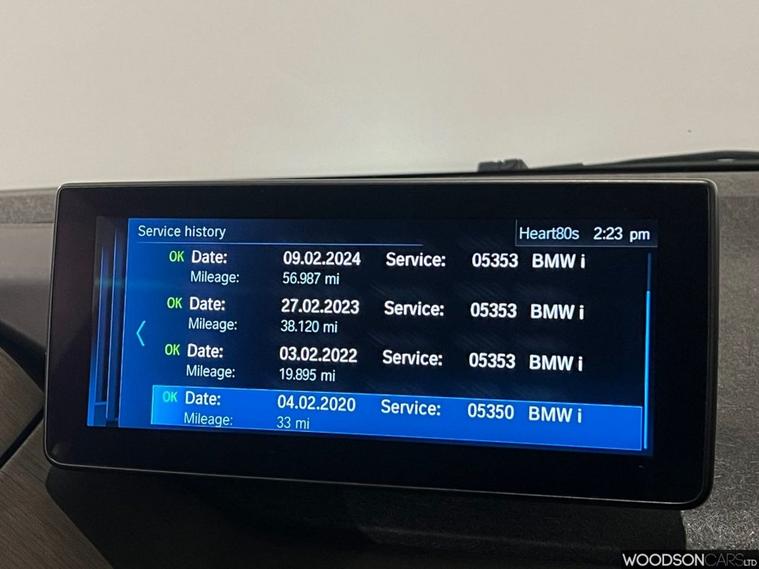 Service history Heart80s 2:23 pm
OK Date: 09.02.2024 Service: 05353 BMW i
Mileage: 56.987 mi
OK Date: 27.02.2023 Service: 05353 BMW i
Mileage: 38.120 mi
OK Date: 03.02.2022 Service: 05353 BMW i
Mileage: 19.895 mi
OK Date: 04.02.2020 Service: 05350 BMW i
Mileage: 33 mi
WOODSONCARSLTD